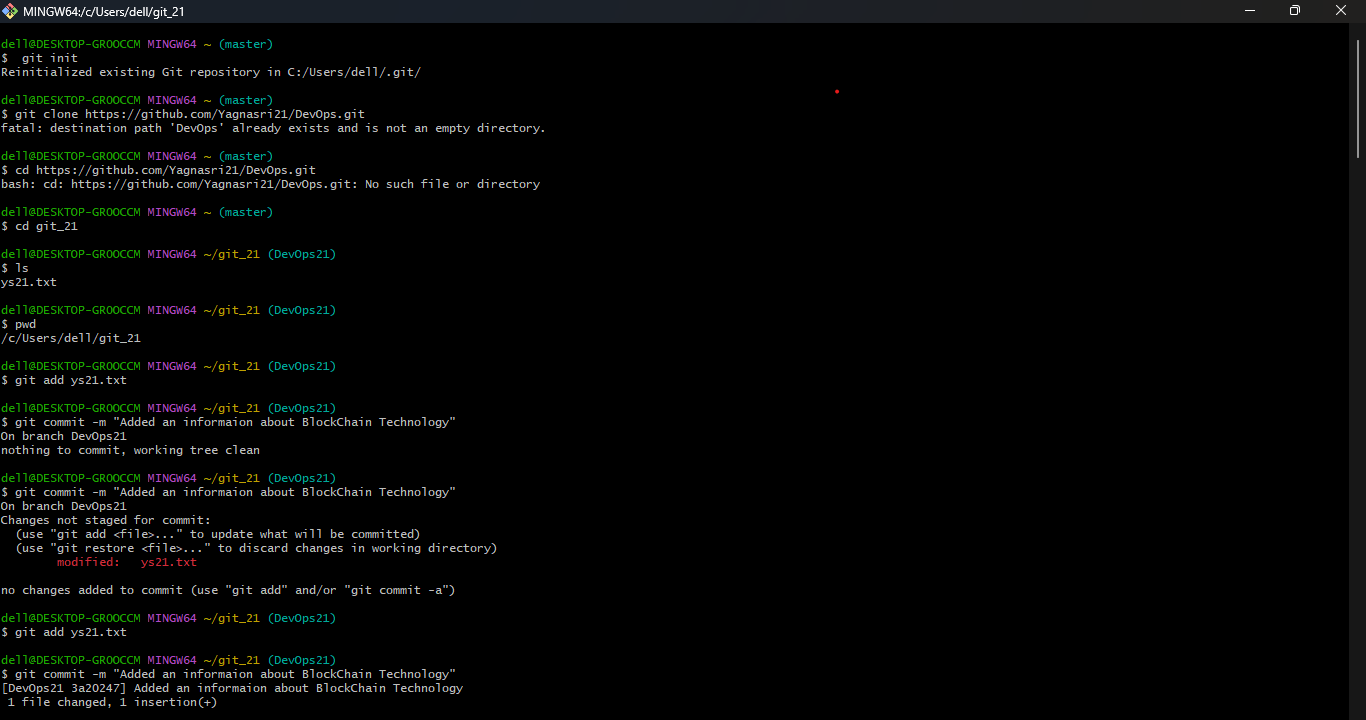 MINGW64:/c/Users/dell/git_21
dell@DESKTOP-GROOCCM MINGW64 ~ (master)
$  git init
Reinitialized existing Git repository in C:/Users/dell/.git/
dell@DESKTOP-GROOCCM MINGW64 ~ (master)
$ git clone https://github.com/Yagnasri21/DevOps.git
fatal: destination path 'DevOps' already exists and is not an empty directory.
dell@DESKTOP-GROOCCM MINGW64 ~ (master)
$ cd https://github.com/Yagnasri21/DevOps.git
bash: cd: https://github.com/Yagnasri21/DevOps.git: No such file or directory
dell@DESKTOP-GROOCCM MINGW64 ~ (master)
$ cd git_21
dell@DESKTOP-GROOCCM MINGW64 ~/git_21 (DevOps21)
$ ls
ys21.txt
dell@DESKTOP-GROOCCM MINGW64 ~/git_21 (DevOps21)
$ pwd
/c/Users/dell/git_21
dell@DESKTOP-GROOCCM MINGW64 ~/git_21 (DevOps21)
$ git add ys21.txt
dell@DESKTOP-GROOCCM MINGW64 ~/git_21 (DevOps21)
$ git commit -m "Added an informaion about BlockChain Technology"
On branch DevOps21
nothing to commit, working tree clean
dell@DESKTOP-GROOCCM MINGW64 ~/git_21 (DevOps21)
$ git commit -m "Added an informaion about BlockChain Technology"
On branch DevOps21
Changes not staged for commit:
  (use "git add <file>..." to update what will be committed)
  (use "git restore <file>..." to discard changes in working directory)
        modified:   ys21.txt
no changes added to commit (use "git add" and/or "git commit -a")
dell@DESKTOP-GROOCCM MINGW64 ~/git_21 (DevOps21)
$ git add ys21.txt
dell@DESKTOP-GROOCCM MINGW64 ~/git_21 (DevOps21)
$ git commit -m "Added an informaion about BlockChain Technology"
[DevOps21 3a20247] Added an informaion about BlockChain Technology
 1 file changed, 1 insertion(+)